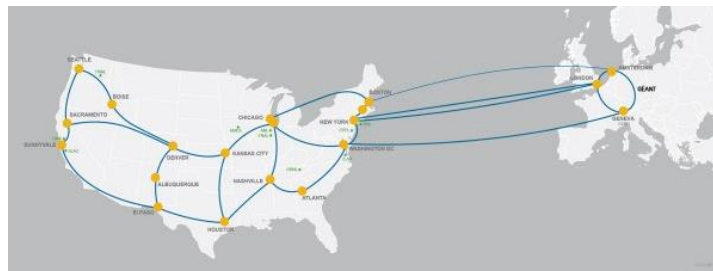 SEATTLE
BOISE
SACRAMENTO
SUNNYVALE
DENVER
ALBUQUERQUE
EL PASO
HOUSTON
KANSAS CITY
CHICAGO
NASHVILLE
ATLANTA
WASHINGTON DC
NEW YORK
BOSTON
AMSTERDAM
LONDON
GÉANT
GENEVA